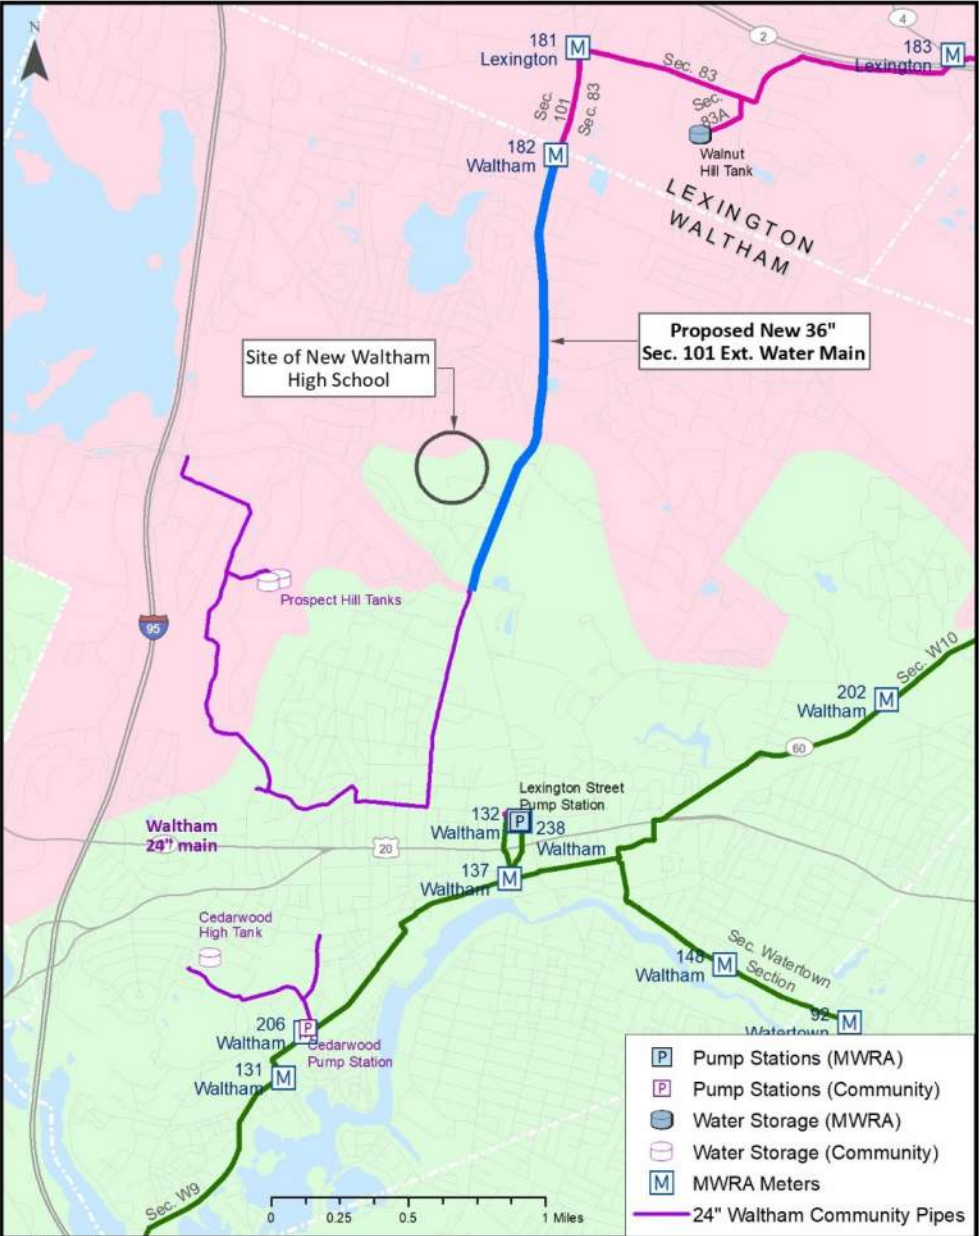 N
2
4
181
Lexington
183
Lexington
Sec. 83
Sec.
101
Sec. 83
Sec.
83A
M
M
182
Waltham
M
Walnut
Hill Tank
LEXINGTON
WALTHAM
Proposed New 36"
Sec. 101 Ext. Water Main
Site of New Waltham
High School
Prospect Hill Tanks
95
Sec. W10
202
Waltham
M
60
Lexington Street
Pump Station
132
Waltham
P
238
Waltham
Waltham
24" main
20
137
Waltham
M
Cedarwood
High Tank
148
Waltham
M
Sec. Watertown
Section
92
Watertown
M
206
Waltham
P
Cedarwood
Pump Station
131
Waltham
M
Sec. W9
0 0.25 0.5 1 Miles
P Pump Stations (MWRA)
P Pump Stations (Community)
Water Storage (MWRA)
Water Storage (Community)
M MWRA Meters
24" Waltham Community Pipes